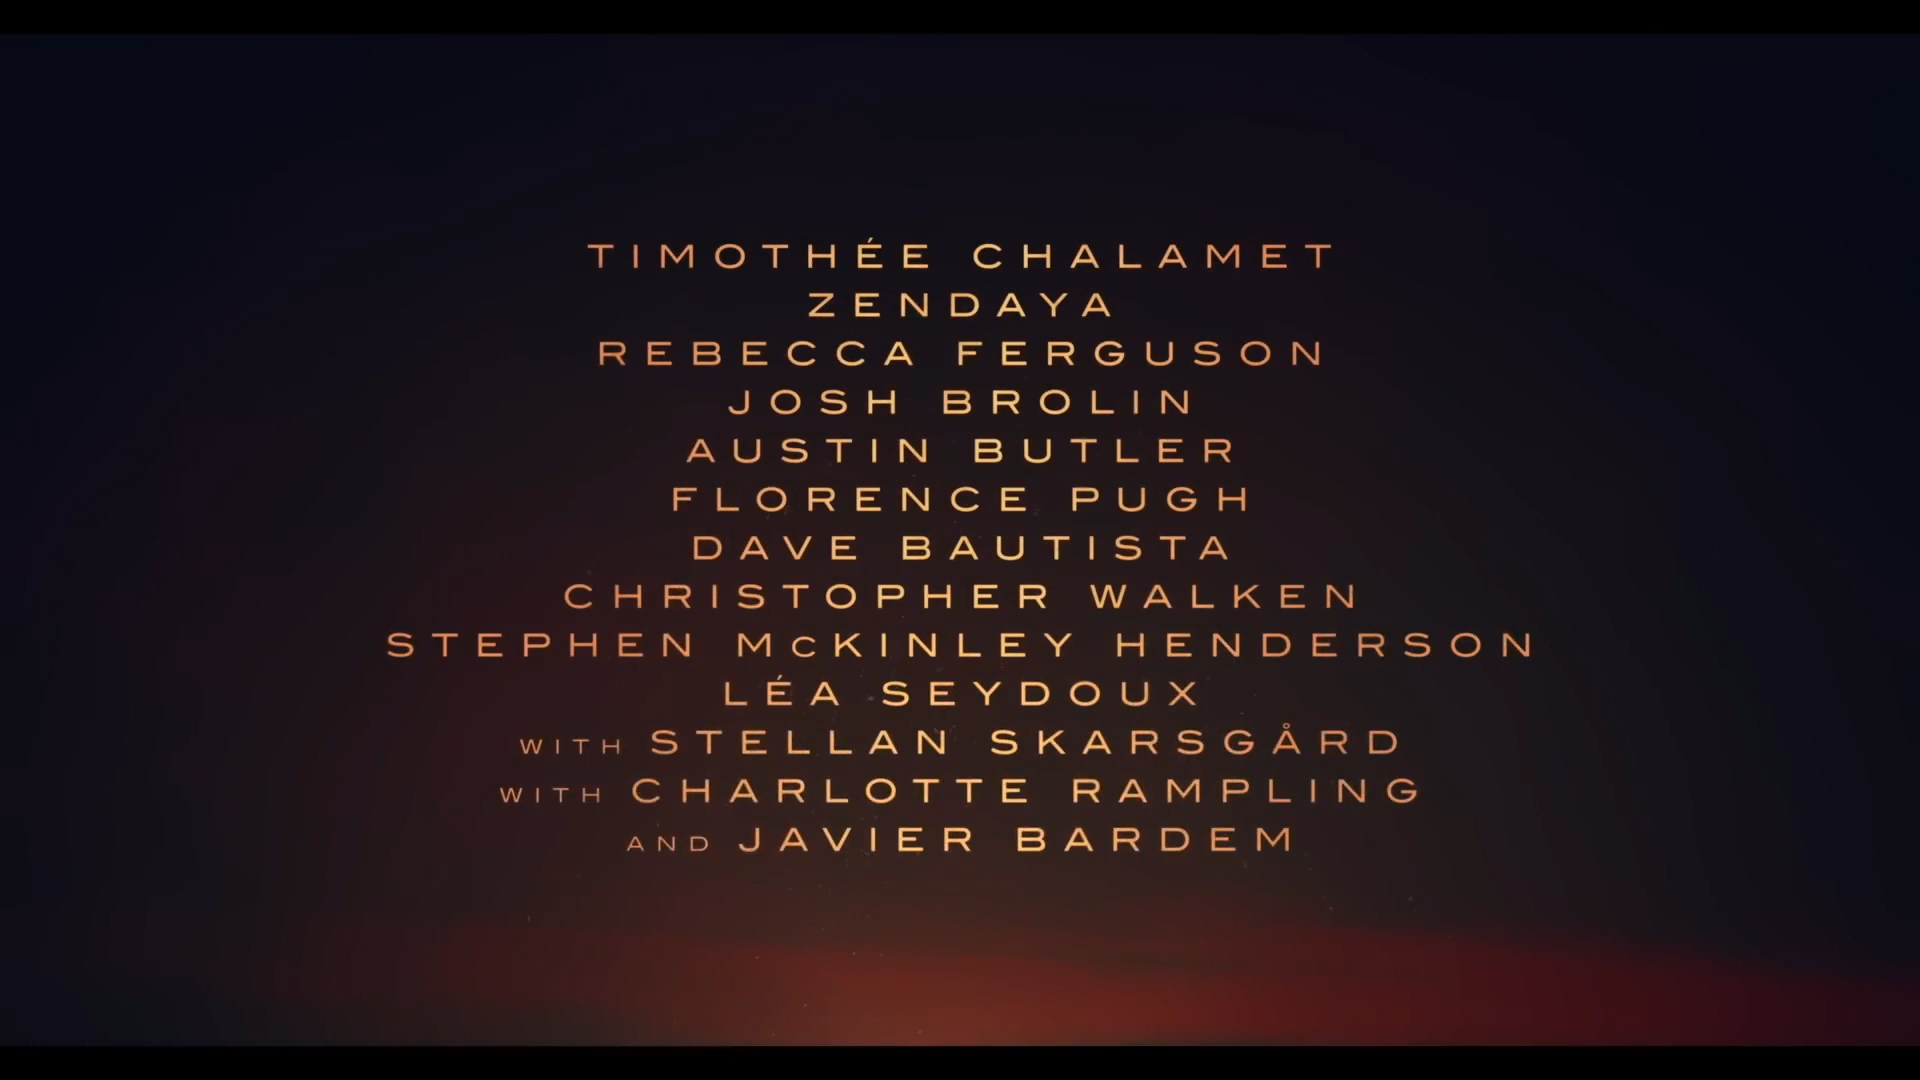 TIMOTHÉE CHALAMET
ZENDAYA
REBECCA FERGUSON
JOSH BROLIN
AUSTIN BUTLER
FLORENCE PUGH
DAVE BAUTISTA
CHRISTOPHER WALKEN
STEPHEN McKINLEY HENDERSON
LÉA SEYDOUX
WITH STELLAN SKARSGÅRD
WITH CHARLOTTE RAMPLING
AND JAVIER BARDEM